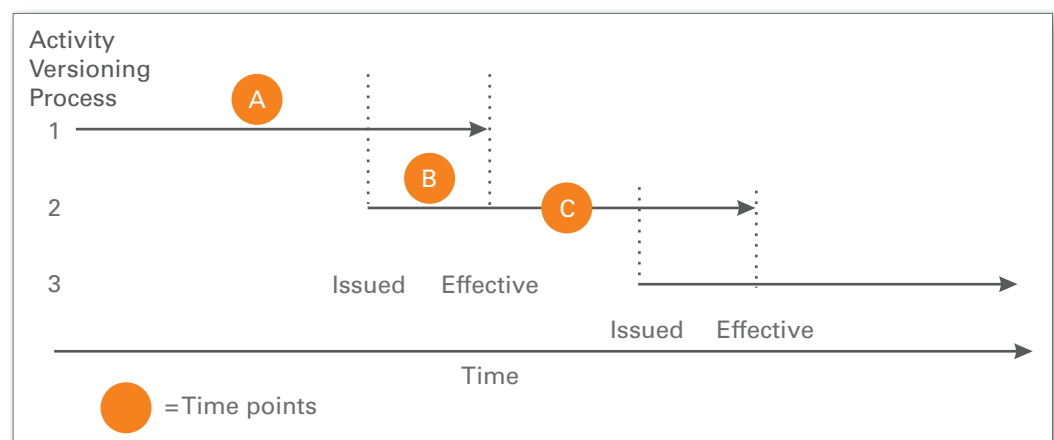 Activity
Versioning
Process
A
1
B
2
C
3
Issued Effective
Issued Effective
Time
=Time points